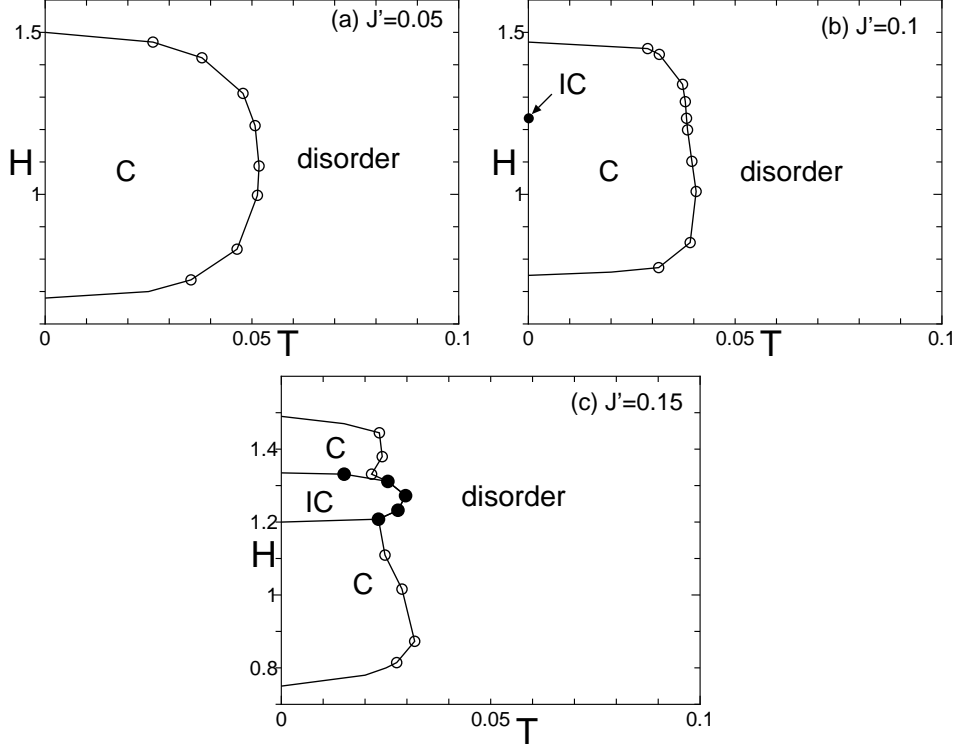 (a) J’=0.05
1.5
H
1
C
disorder
0
0.05
T
0.1
(b) J’=0.1
1.5
IC
H
1
C
disorder
0
0.05
T
0.1
(c) J’=0.15
1.4
C
IC
disorder
1.2
H
C
1
0.8
0
0.05
T
0.1